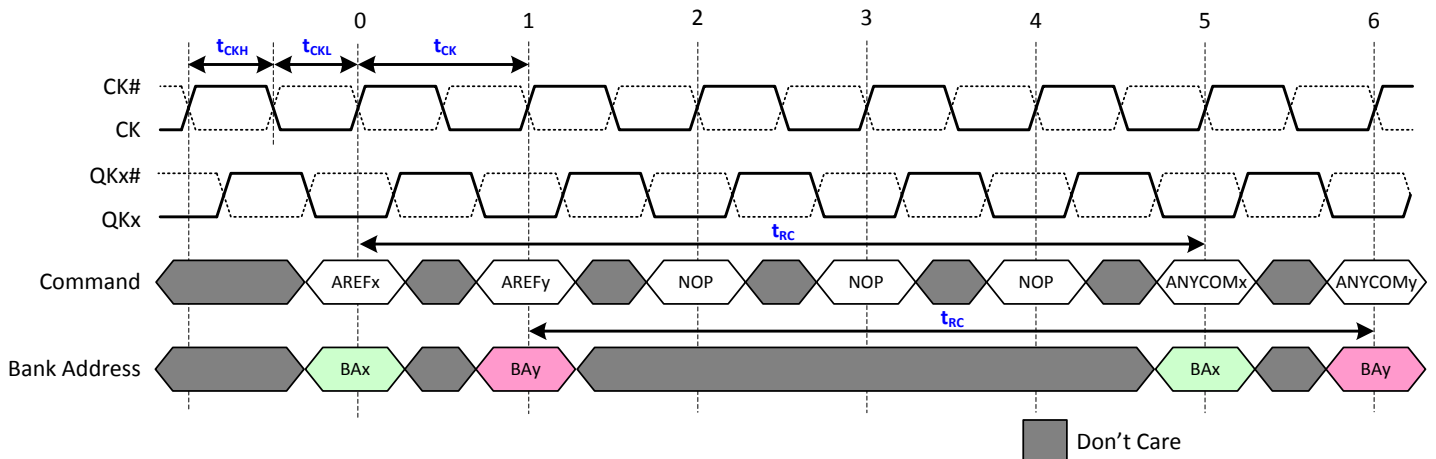 0 1 2 3 4 5 6
tCKH tCKL tCK
CK#
CK
QKx#
QKx
tRC
Command AREFx AREFy NOP NOP NOP ANYCOMx ANYCOMy
tRC
Bank Address BAx BAy BAx BAy
Don't Care